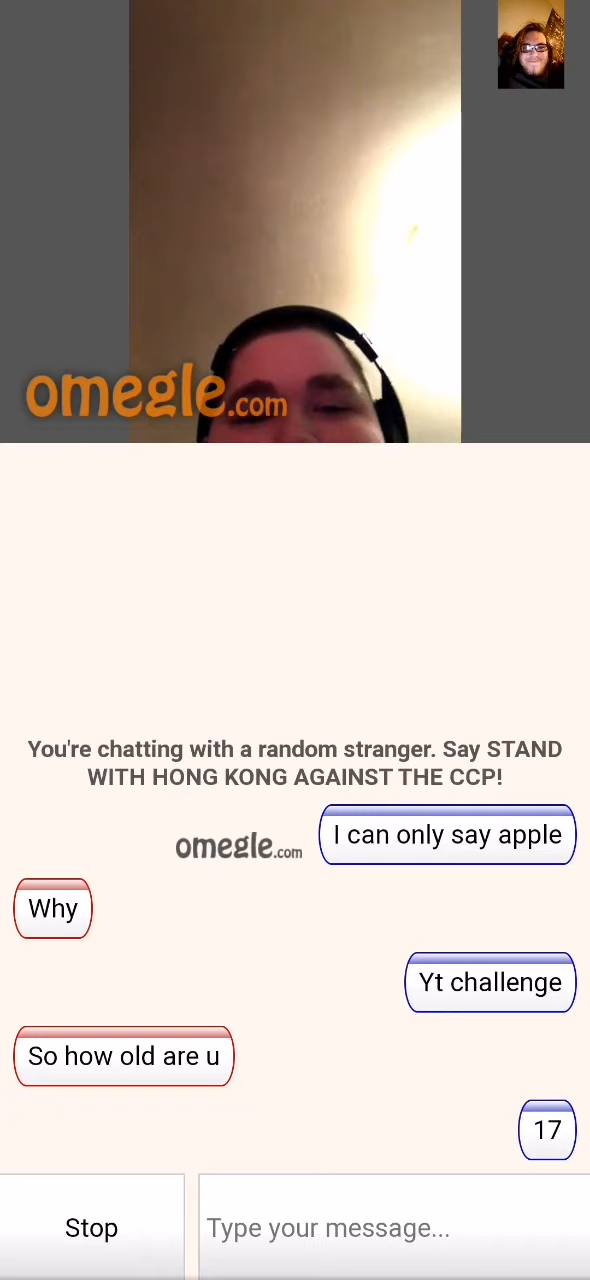 omegle.com
You're chatting with a random stranger. Say STAND
WITH HONG KONG AGAINST THE CCP!
I can only say apple
omegle.com
Why
Yt challenge
So how old are u
17
Stop
Type your message...